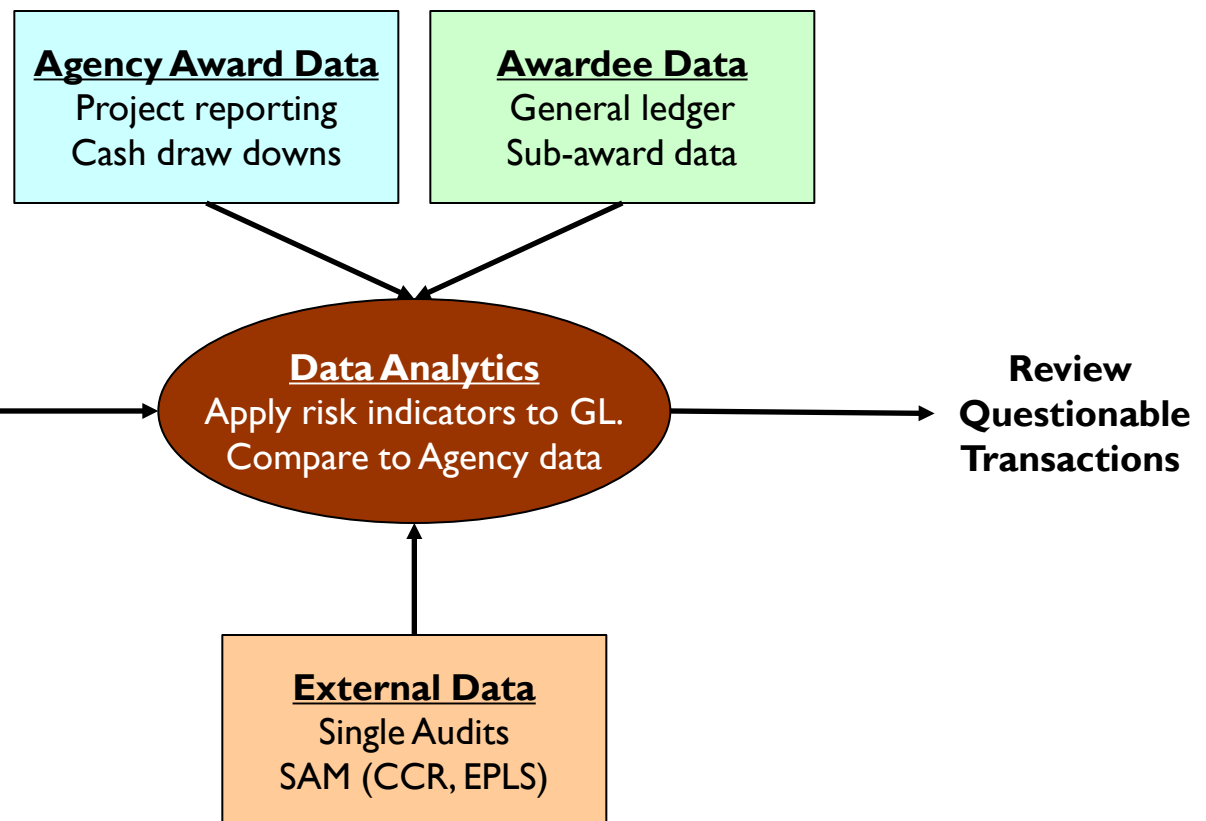 Agency Award Data
Project reporting
Cash draw downs
Awardee Data
General ledger
Sub-award data
Data Analytics
Apply risk indicators to GL.
Compare to Agency data
Review
Questionable
Transactions
External Data
Single Audits
SAM (CCR, EPLS)